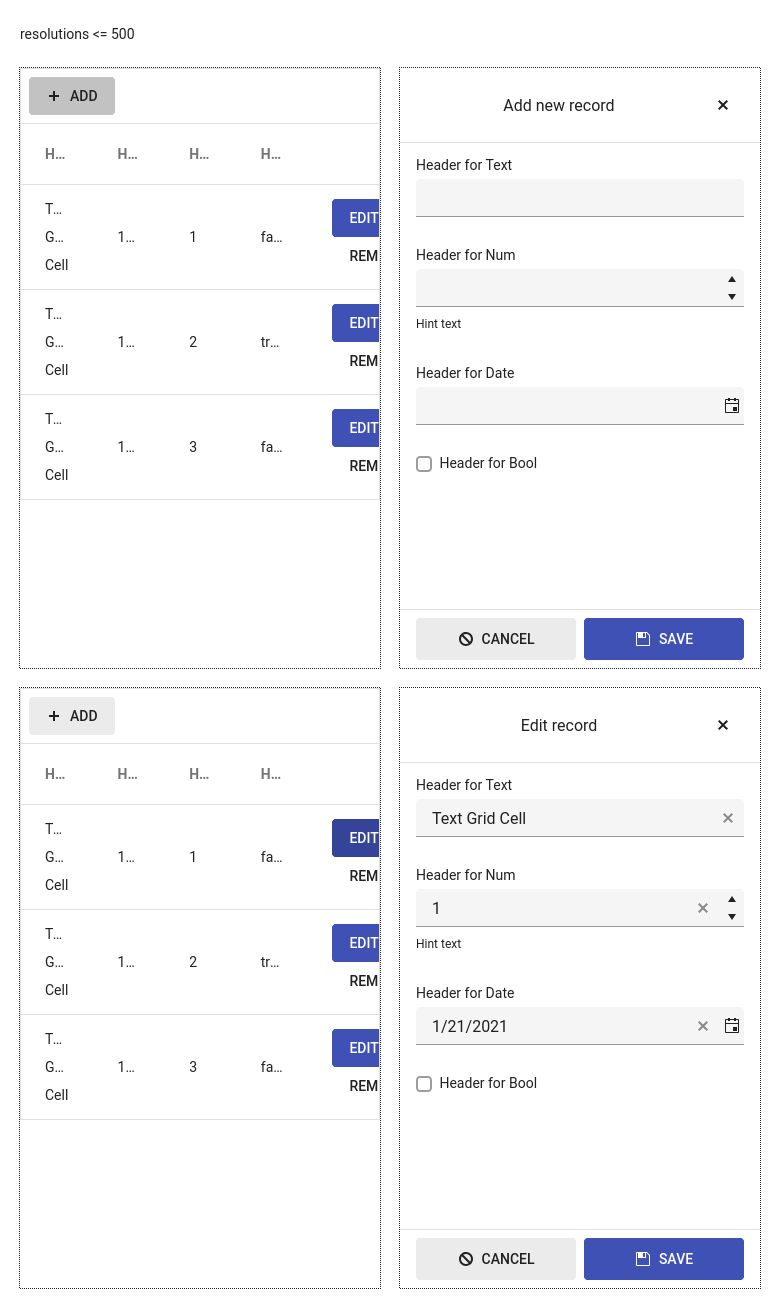 resolutions <= 500
ADD
H... H... H... H...
T...
G... 1... 1 fa...
Cell
EDIT
REM
T...
G... 1... 2 tr...
Cell
EDIT
REM
T...
G... 1... 3 fa...
Cell
EDIT
REM
Add new record
Header for Text
Header for Num
Hint text
Header for Date
Header for Bool
CANCEL SAVE
ADD
H... H... H... H...
T...
G... 1... 1 fa...
Cell
EDIT
REM
T...
G... 1... 2 tr...
Cell
EDIT
REM
T...
G... 1... 3 fa...
Cell
EDIT
REM
Edit record
Header for Text
Text Grid Cell
Header for Num
1
Hint text
Header for Date
1/21/2021
Header for Bool
CANCEL SAVE